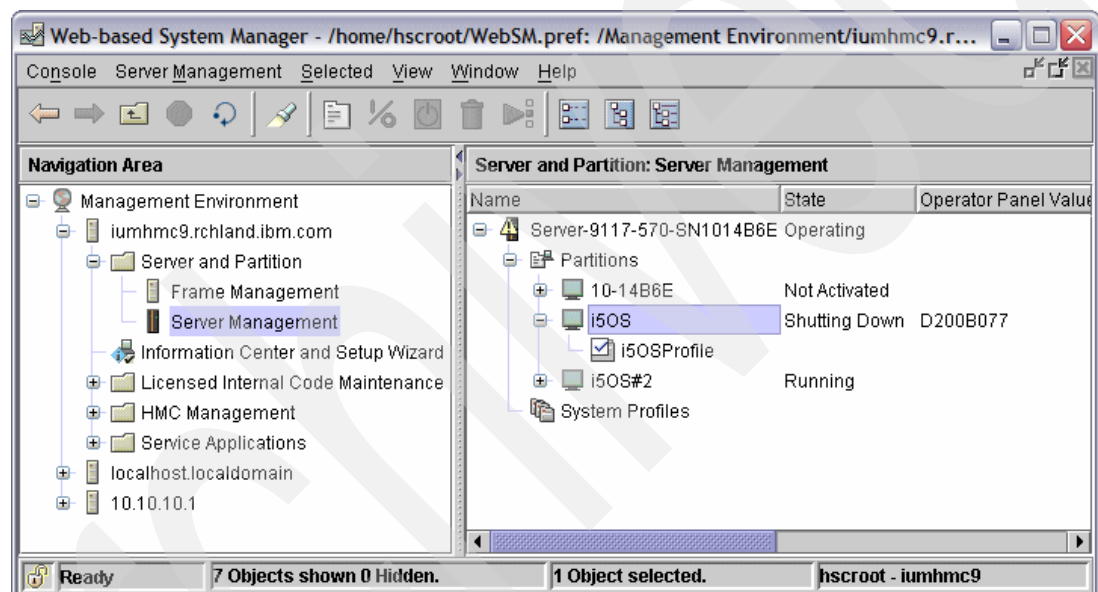 Web-based System Manager - /home/hscroot/WebSM.pref: /Management Environment/iumhmc9.r...
Console Server Management Selected View Window Help
Navigation Area
Management Environment
iumhmc9.rchland.ibm.com
Server and Partition
Frame Management
Server Management
Information Center and Setup Wizard
Licensed Internal Code Maintenance
HMC Management
Service Applications
localhost.localdomain
10.10.10.1
Server and Partition: Server Management
Name State Operator Panel Value
Server-9117-570-SN1014B6E Operating
Partitions
10-14B6E Not Activated
i5OS Shutting Down D200B077
i5OSProfile
i5OS#2 Running
System Profiles
Ready 7 Objects shown 0 Hidden. 1 Object selected. hscroot - iumhmc9